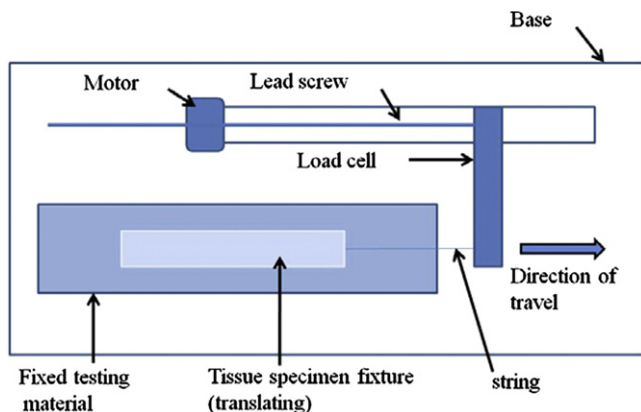 Base
Motor
Lead screw
Load cell
Direction of
travel
Fixed testing
material
Tissue specimen fixture
(translating)
string